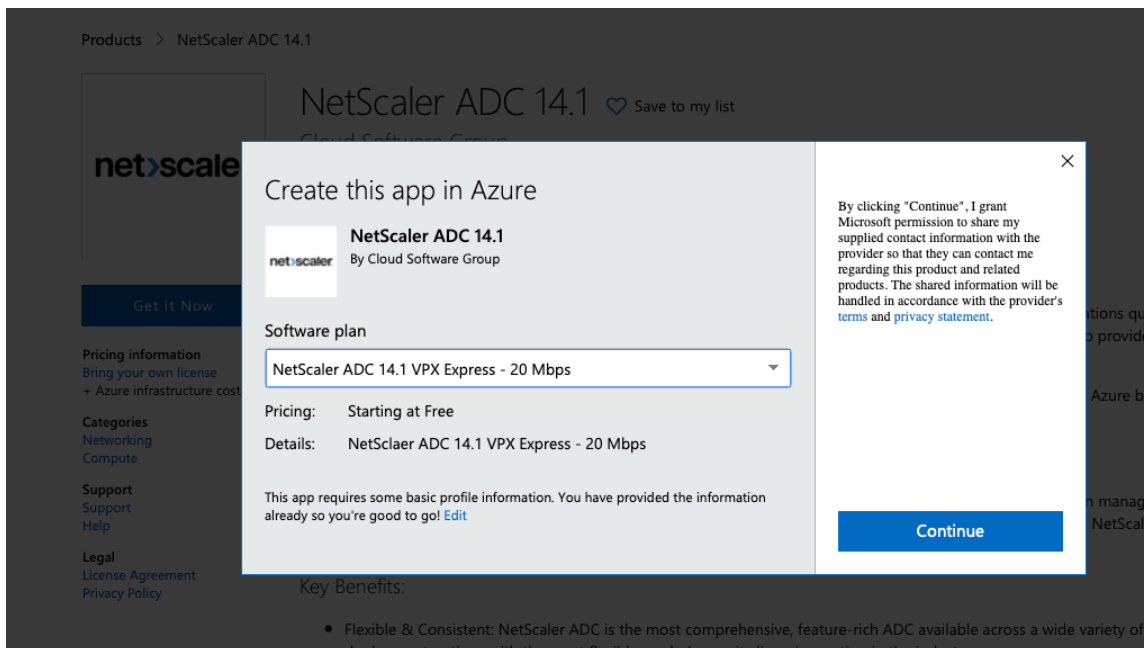 Products > NetScaler ADC 14.1
NetScaler ADC 14.1 Save to my list
Cloud Software Group
net>scale
Get It Now
Pricing information
Bring your own license
+ Azure infrastructure cost
Categories
Networking
Compute
Support
Support
Help
Legal
License Agreement
Privacy Policy
Create this app in Azure
net>scaler
NetScaler ADC 14.1
By Cloud Software Group
Software plan
NetScaler ADC 14.1 VPX Express - 20 Mbps
Pricing: Starting at Free
Details: NetSclaer ADC 14.1 VPX Express - 20 Mbps
This app requires some basic profile information. You have provided the information
already so you're good to go! Edit
By clicking "Continue", I grant
Microsoft permission to share my
supplied contact information with the
provider so that they can contact me
regarding this product and related
products. The shared information will be
handled in accordance with the provider's
terms and privacy statement.
Continue
Azure b
NetScal
Key Benefits:
• Flexible & Consistent: NetScaler ADC is the most comprehensive, feature-rich ADC available across a wide variety of